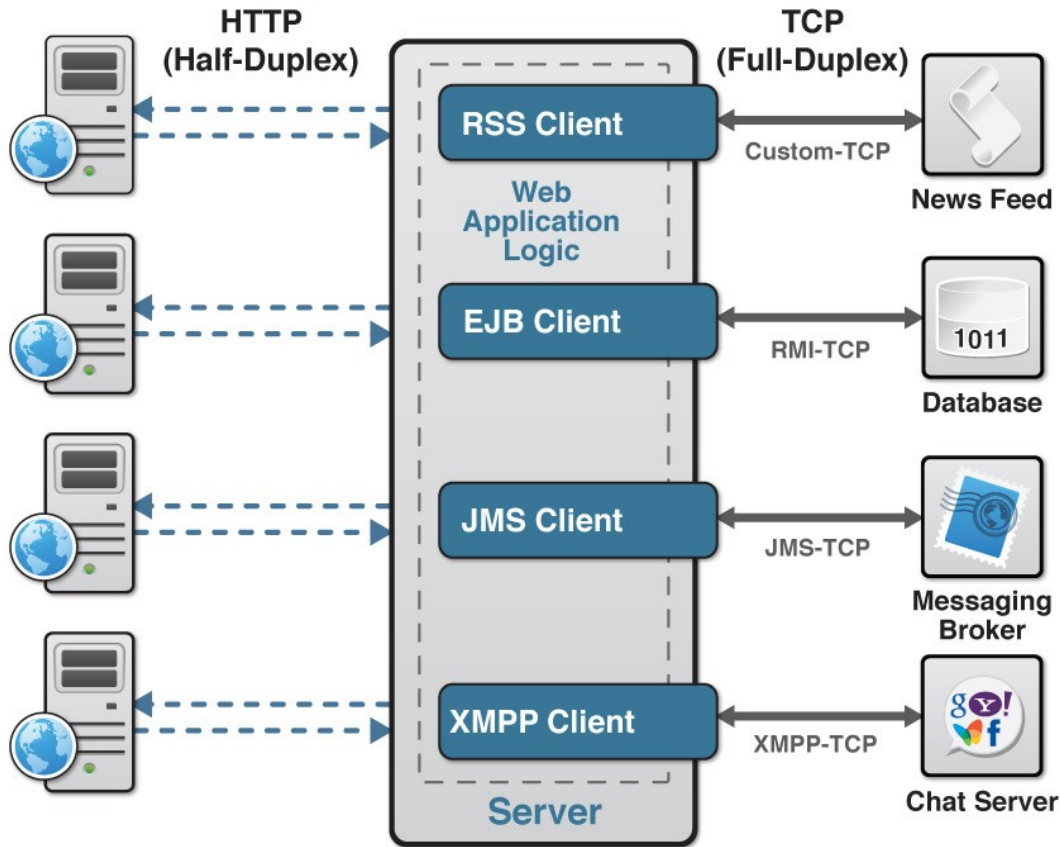 HTTP
(Half-Duplex)
TCP
(Full-Duplex)
RSS Client
Custom-TCP
News Feed
Web
Application
Logic
EJB Client
RMI-TCP
1011
Database
JMS Client
JMS-TCP
Messaging
Broker
XMPP Client
XMPP-TCP
g Y!
f
Chat Server
Server